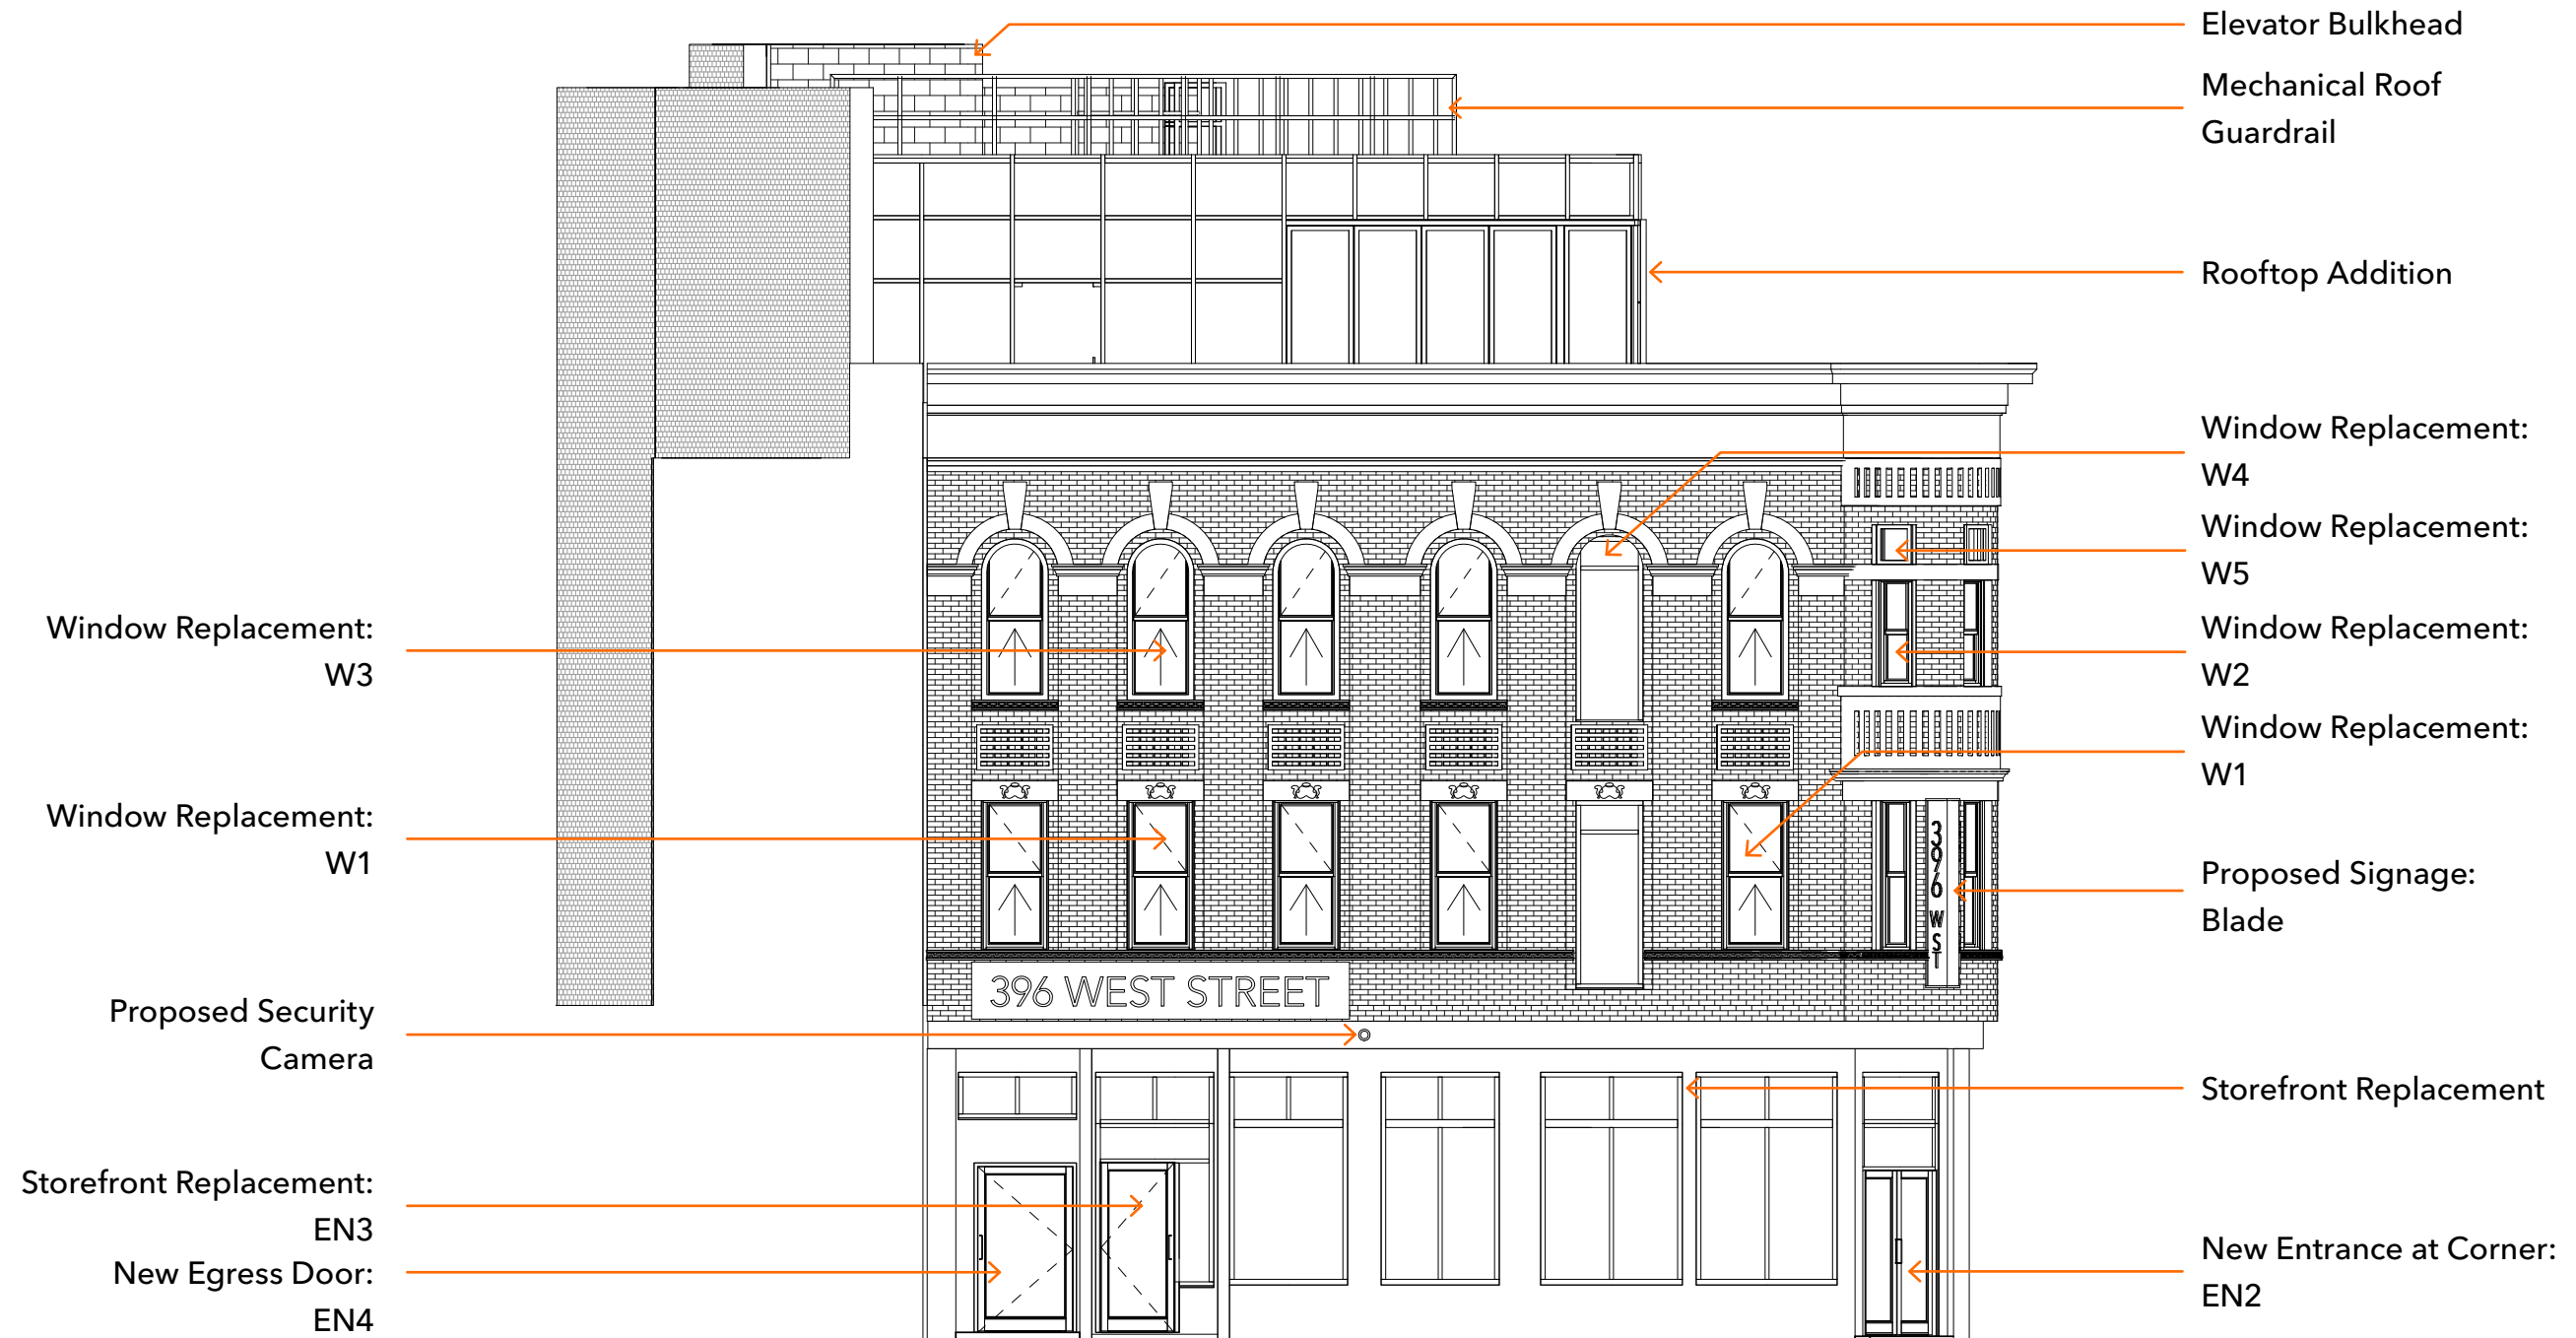 Elevator Bulkhead
Mechanical Roof
Guardrail
Rooftop Addition
Window Replacement:
W4
Window Replacement:
W5
Window Replacement:
W3
Window Replacement:
W2
Window Replacement:
W1
Window Replacement:
W1
396 W ST
Proposed Signage:
Blade
396 WEST STREET
Proposed Security
Camera
Storefront Replacement
Storefront Replacement:
EN3
New Egress Door:
EN4
New Entrance at Corner:
EN2